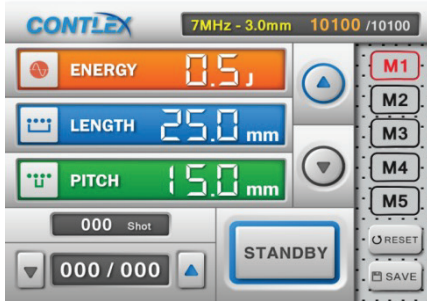 CONTLEX
7MHz - 3.0mm 10100 /10100
ENERGY 0.5 J
LENGTH 25.0 mm
PITCH 15.0 mm
000 Shot
000 / 000
STANDBY
M1
M2
M3
M4
M5
RESET
SAVE